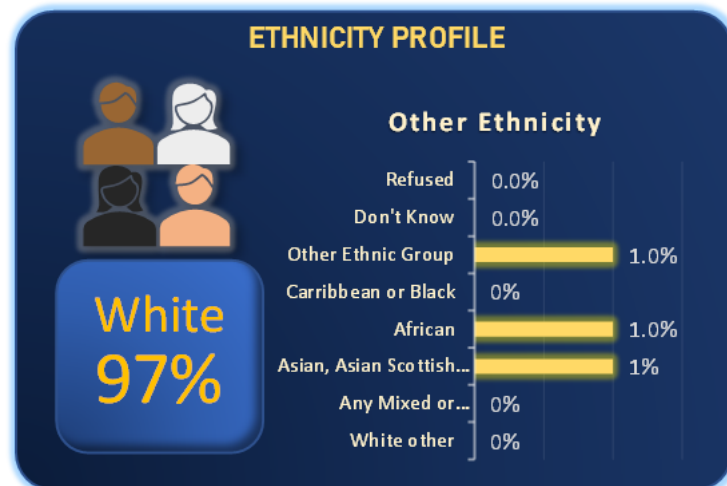 ETHNICITY PROFILE
White
97%
Other Ethnicity
Refused 0.0%
Don't Know 0.0%
Other Ethnic Group 1.0%
Carribbean or Black 0%
African 1.0%
Asian, Asian Scottish... 1%
Any Mixed or... 0%
White other 0%